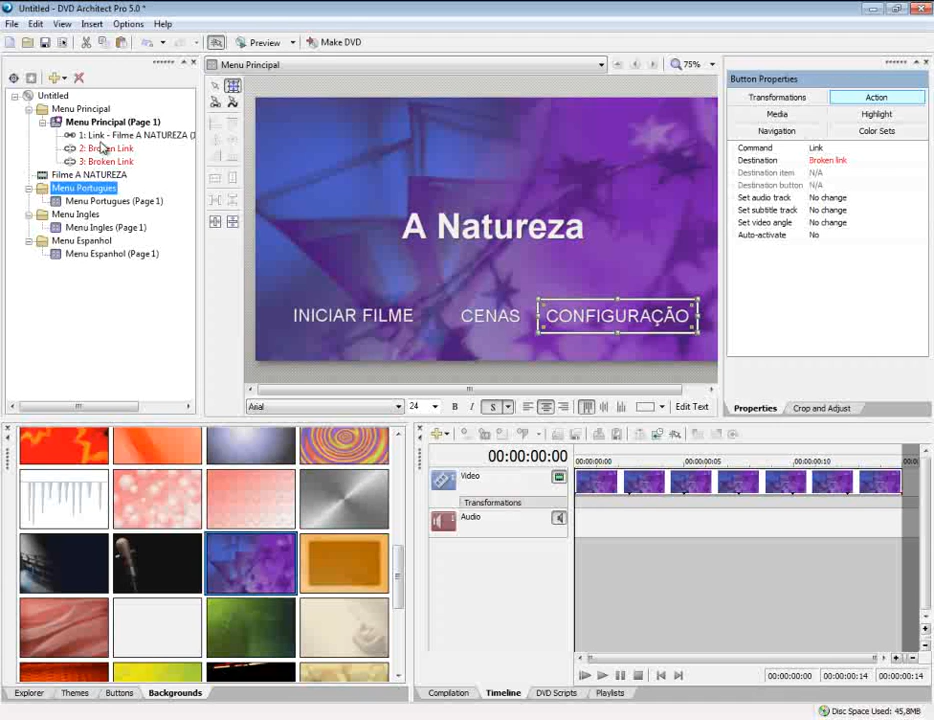 Untitled - DVD Architect Pro 5.0 *
File Edit View Insert Options Help
Preview Make DVD
Untitled
Menu Principal
Menu Principal (Page 1)
1: Link - Filme A NATUREZA (1
2: Broken Link
3: Broken Link
Filme A NATUREZA
Menu Portugues
Menu Portugues (Page 1)
Menu Ingles
Menu Ingles (Page 1)
Menu Espanhol
Menu Espanhol (Page 1)
Menu Principal
75%
A Natureza
INICIAR FILME CENAS CONFIGURAÇÃO
Arial 24 B I S Edit Text
Button Properties
Transformations Action
Media Highlight
Navigation Color Sets
Command Link
Destination Broken link
Destination item N/A
Destination button N/A
Set audio track No change
Set subtitle track No change
Set video angle No change
Auto-activate No
Properties Crop and Adjust
Explorer Themes Buttons Backgrounds
00:00:00:00
00:00:00:00 00:00:00:05 00:00:00:10 00:0
Video
Transformations
Audio
00:00:00:00 00:00:00:14 00:00:00:14
Compilation Timeline DVD Scripts Playlists
Disc Space Used: 45,8MB